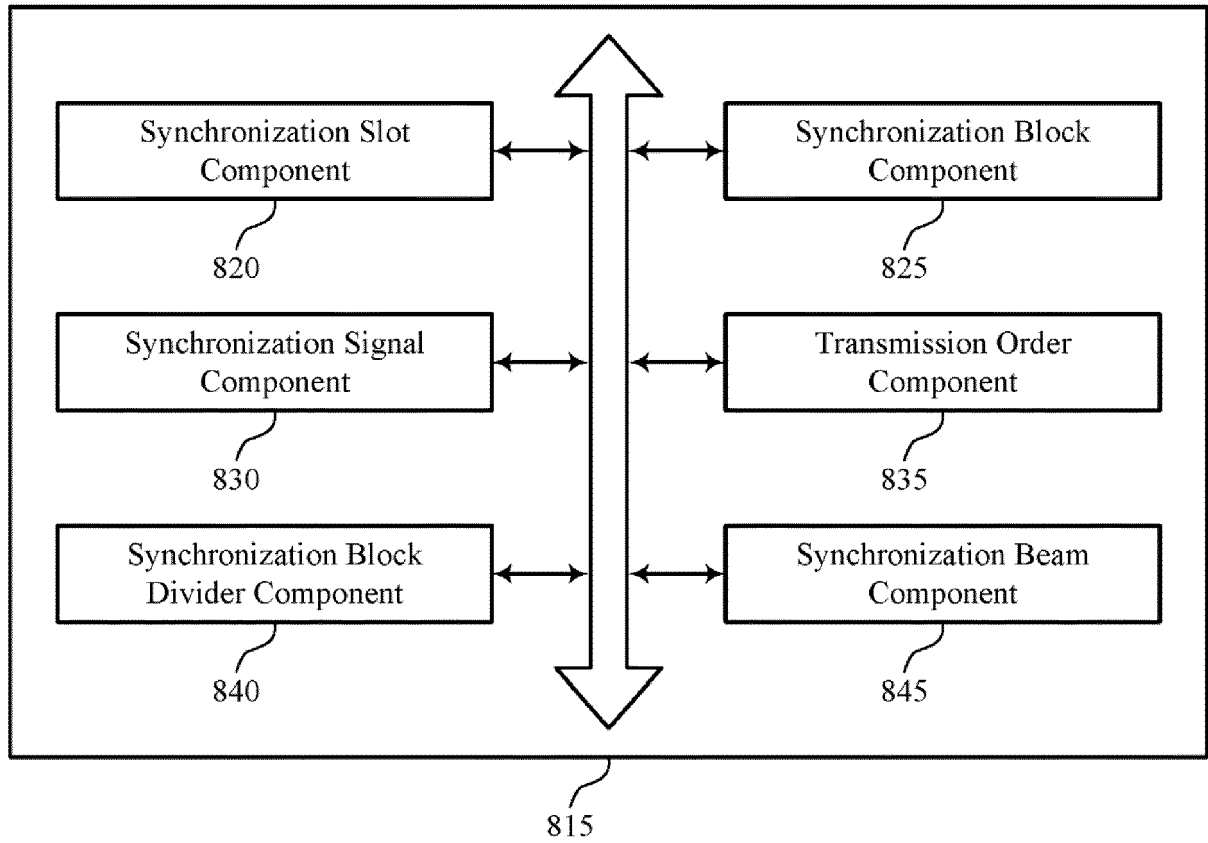 Synchronization Slot
Component
820
Synchronization Block
Component
825
Synchronization Signal
Component
830
Transmission Order
Component
835
Synchronization Block
Divider Component
840
Synchronization Beam
Component
845
815